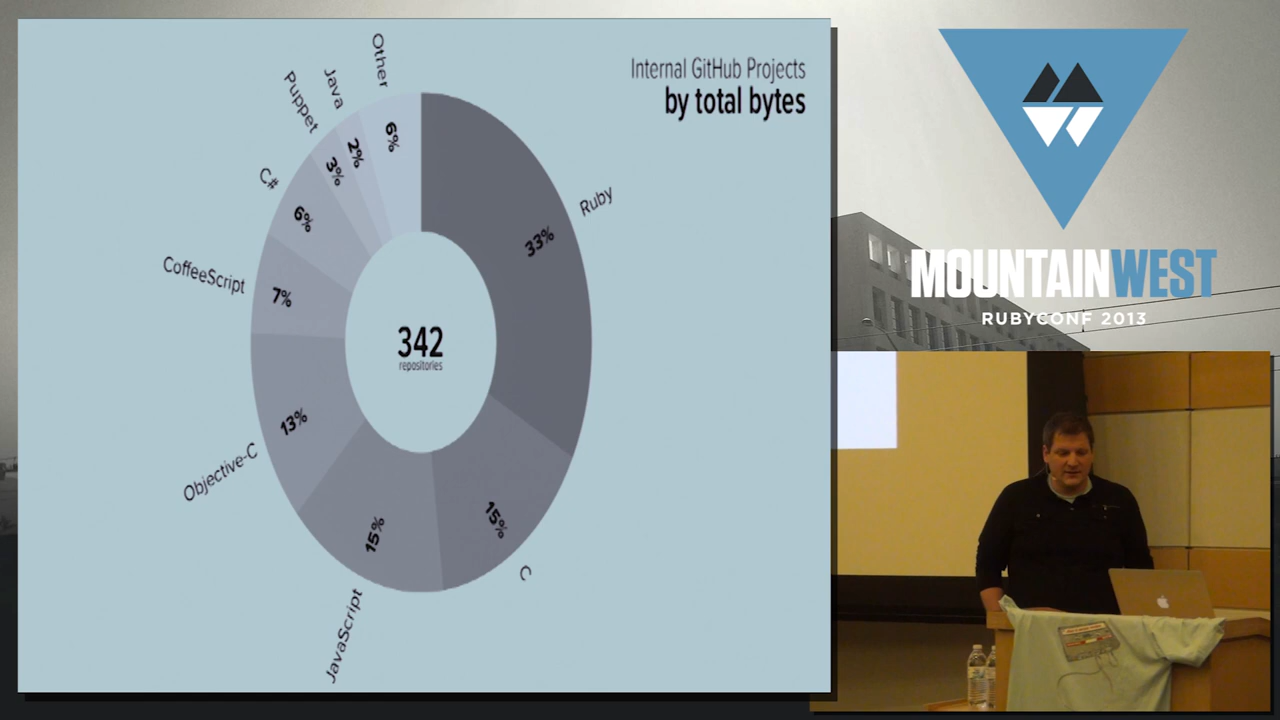 Internal GitHub Projects
by total bytes
Other
6%
Java
2%
Puppet
3%
C#
6%
CoffeeScript
7%
Objective-C
13%
JavaScript
15%
C
15%
Ruby
33%
342
repositories
MOUNTAINWEST
RUBYCONF 2013